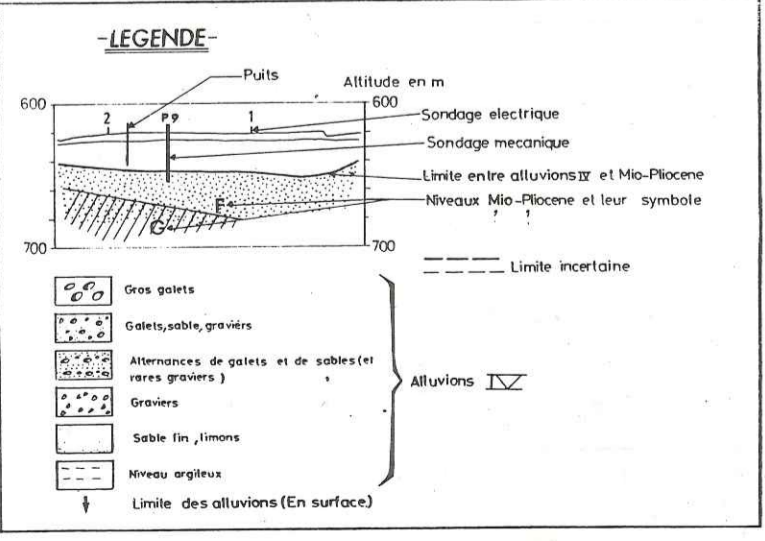 -LEGENDE-
Puits
Altitude en m
600
2
P9
1
600
Sondage electrique
Sondage mecanique
Limite entre alluvions IV et Mio-Pliocene
Niveaux Mio-Pliocene et leur symbole
F
G
700
700
Limite incertaine
Gros galets
Galets, sable, graviérs
Alternances de galets et de sables (et
rares graviers )
Alluvions IV
Graviers
Sable fin, limons
Niveau argileux
Limite des alluvions (En surface)